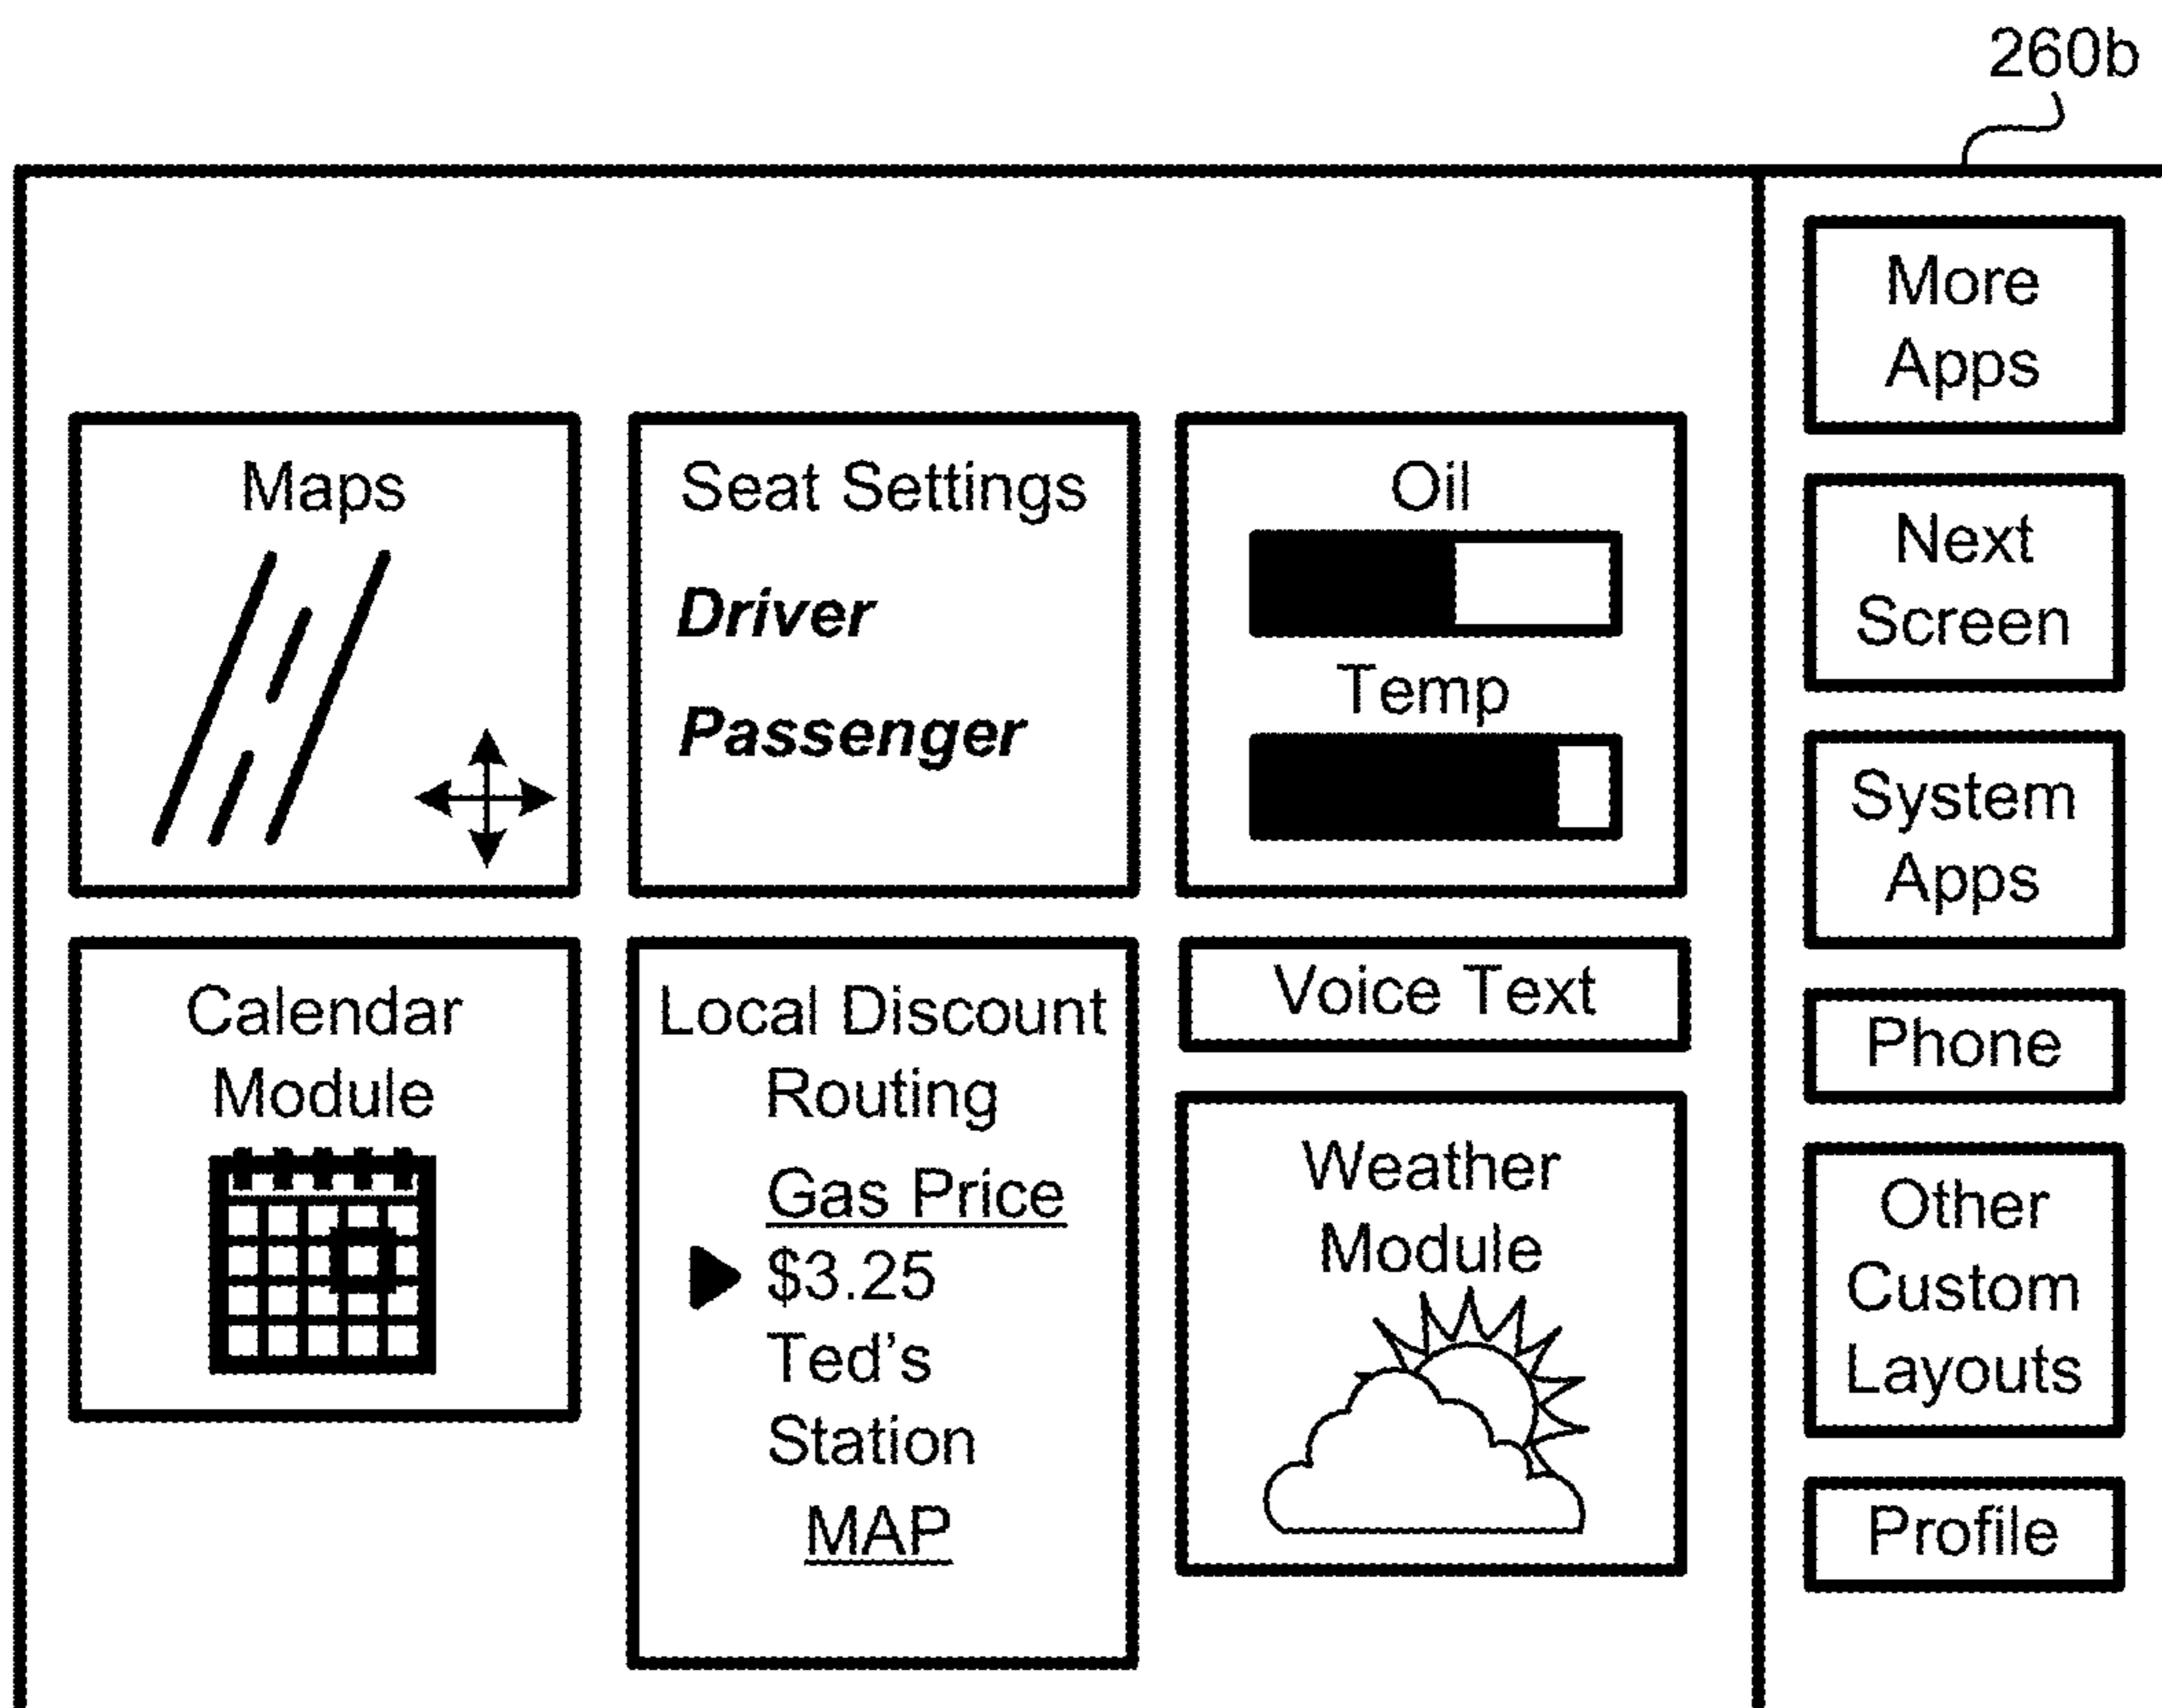 260b
Maps
Seat Settings
Driver
Passenger
Oil
Temp
Calendar
Module
Local Discount
Routing
Gas Price
$3.25
Ted's
Station
MAP
Voice Text
Weather
Module
More
Apps
Next
Screen
System
Apps
Phone
Other
Custom
Layouts
Profile